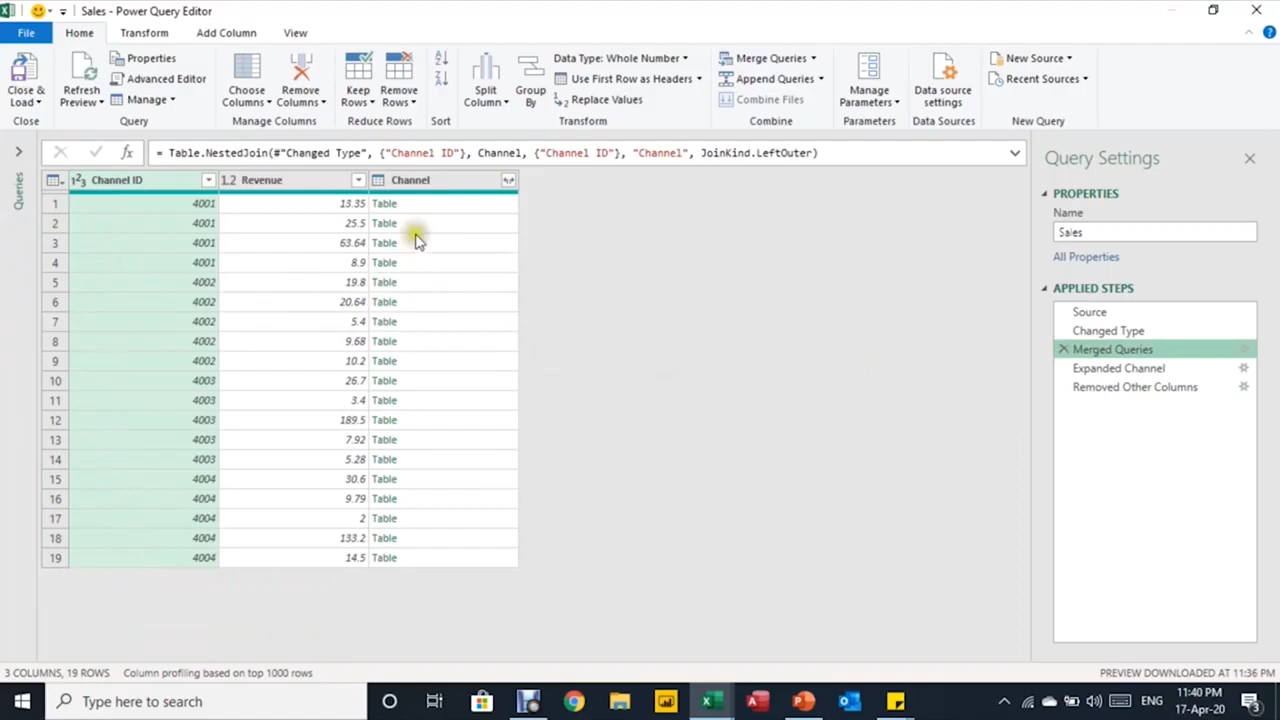 Sales - Power Query Editor
File
Home
Transform
Add Column
View
Close & Load
Refresh Preview
Properties
Advanced Editor
Manage
Choose Columns
Remove Columns
Keep Rows
Remove Rows
Split Column
Group By
Data Type: Whole Number
Use First Row as Headers
Replace Values
Merge Queries
Append Queries
Combine Files
Manage Parameters
Data source settings
New Source
Recent Sources
Close
Query
Manage Columns
Reduce Rows
Sort
Transform
Combine
Parameters
Data Sources
New Query
Queries
fx
= Table.NestedJoin(#"Changed Type", {"Channel ID"}, Channel, {"Channel ID"}, "Channel", JoinKind.LeftOuter)
1²3 Channel ID 1.2 Revenue Channel
1 4001 13.35 Table
2 4001 25.5 Table
3 4001 63.64 Table
4 4001 8.9 Table
5 4002 19.8 Table
6 4002 20.64 Table
7 4002 5.4 Table
8 4002 9.68 Table
9 4002 10.2 Table
10 4003 26.7 Table
11 4003 3.4 Table
12 4003 189.5 Table
13 4003 7.92 Table
14 4003 5.28 Table
15 4004 30.6 Table
16 4004 9.79 Table
17 4004 2 Table
18 4004 133.2 Table
19 4004 14.5 Table
Query Settings
PROPERTIES
Name
Sales
All Properties
APPLIED STEPS
Source
Changed Type
Merged Queries
Expanded Channel
Removed Other Columns
3 COLUMNS, 19 ROWS
Column profiling based on top 1000 rows
PREVIEW DOWNLOADED AT 11:36 PM
Type here to search
ENG
11:40 PM
17-Apr-20
3